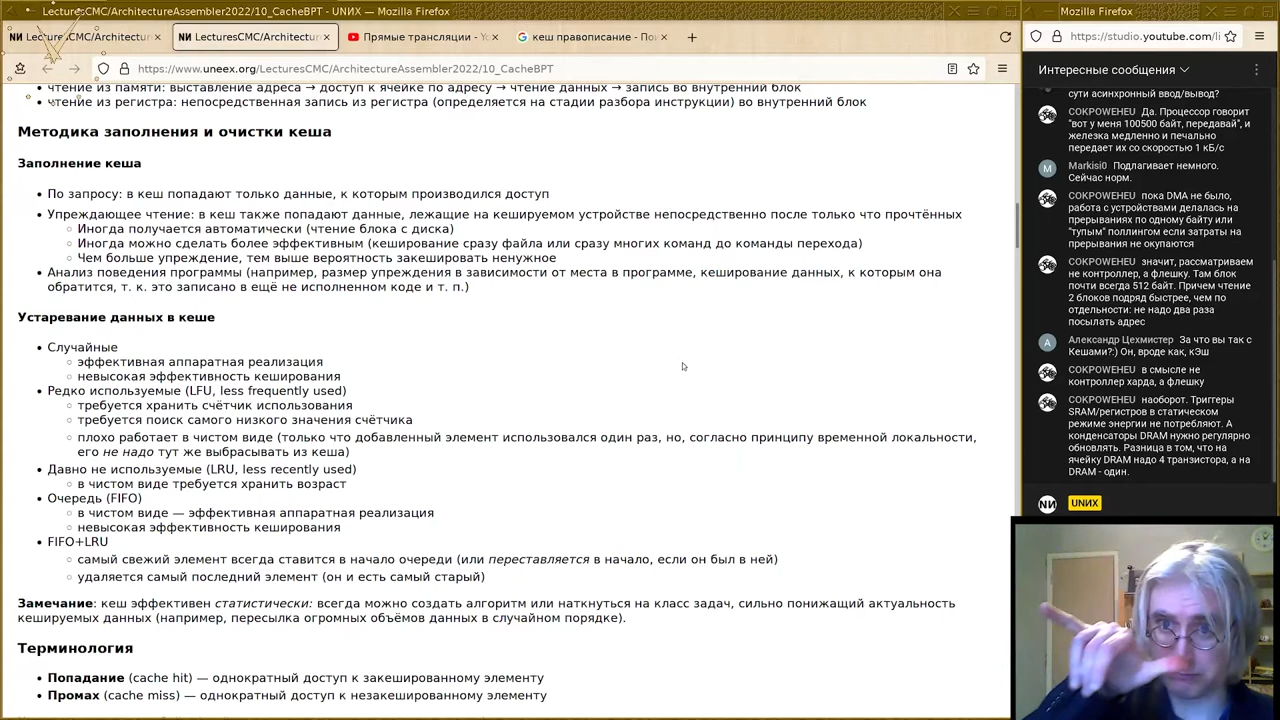 LecturesCMC/ArchitectureAssembler2022/10_CacheBPT - UNИX — Mozilla Firefox
LecturesCMC/Architectur
LecturesCMC/Architectur
Прямые трансляции - Yo
кеш правописание - По
https://www.uneex.org/LecturesCMC/ArchitectureAssembler2022/10_CacheBPT
чтение из памяти: выставление адреса → доступ к ячейке по адресу → чтение данных → запись во внутренний блок
чтение из регистра: непосредственная запись из регистра (определяется на стадии разбора инструкции) во внутренний блок
Методика заполнения и очистки кеша
Заполнение кеша
По запросу: в кеш попадают только данные, к которым производился доступ
Упреждающее чтение: в кеш также попадают данные, лежащие на кешируемом устройстве непосредственно после только что прочтённых
Иногда получается автоматически (чтение блока с диска)
Иногда можно сделать более эффективным (кеширование сразу файла или сразу многих команд до команды перехода)
Чем больше упреждение, тем выше вероятность закешировать ненужное
Анализ поведения программы (например, размер упреждения в зависимости от места в программе, кеширование данных, к которым она
обратится, т. к. это записано в ещё не исполненном коде и т. п.)
Устаревание данных в кеше
Случайные
эффективная аппаратная реализация
невысокая эффективность кеширования
Редко используемые (LFU, less frequently used)
требуется хранить счётчик использования
требуется поиск самого низкого значения счётчика
плохо работает в чистом виде (только что добавленный элемент использовался один раз, но, согласно принципу временной локальности,
его не надо тут же выбрасывать из кеша)
Давно не используемые (LRU, less recently used)
в чистом виде требуется хранить возраст
Очередь (FIFO)
в чистом виде — эффективная аппаратная реализация
невысокая эффективность кеширования
FIFO+LRU
самый свежий элемент всегда ставится в начало очереди (или переставляется в начало, если он был в ней)
удаляется самый последний элемент (он и есть самый старый)
Замечание: кеш эффективен статистически: всегда можно создать алгоритм или наткнуться на класс задач, сильно понижащий актуальность
кешируемых данных (например, пересылка огромных объёмов данных в случайном порядке).
Терминология
Попадание (cache hit) — однократный доступ к закешированному элементу
Промах (cache miss) — однократный доступ к незакешированному элементу
Mozilla Firefox
https://studio.youtube.com/li
Интересные сообщения
сути асинхронный ввод/вывод?
COKPOWEHEU Да. Процессор говорит
"вот у меня 100500 байт, передавай", и
железка медленно и печально
передает их со скоростью 1 кБ/с
Markisi0 Подлагивает немного.
Сейчас норм.
COKPOWEHEU пока DMA не было,
работа с устройствами делалась на
прерываниях по одному байту или
"тупым" поллингом если затраты на
прерывания не окупаются
COKPOWEHEU значит, рассматриваем
не контроллер, а флешку. Там блок
почти всегда 512 байт. Причем чтение
2 блоков подряд быстрее, чем по
отдельности: не надо два раза
посылать адрес
Александр Цехмистер За что вы так с
Кешами?:) Он, вроде как, кЭш
COKPOWEHEU в смысле не
контроллер харда, а флешку
COKPOWEHEU наоборот. Триггеры
SRAM/регистров в статическом
режиме энергии не потребляют. А
конденсаторы DRAM нужно регулярно
обновлять. Разница в том, что на
ячейку DRAM надо 4 транзистора, а на
DRAM - один.
UNИX